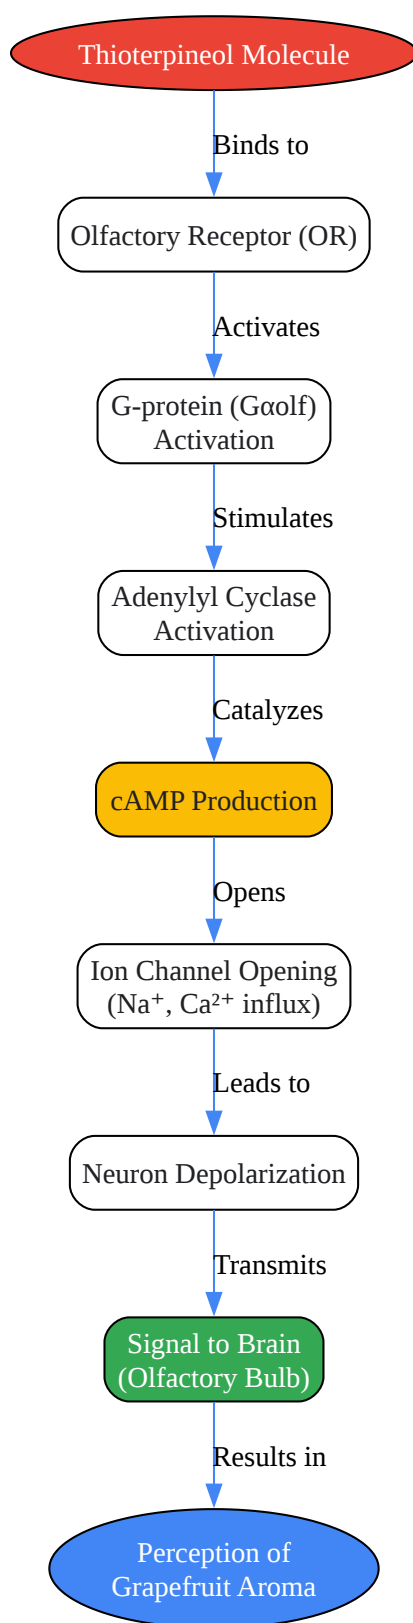 Thioterpineol Molecule
Binds to
Olfactory Receptor (OR)
Activates
G-protein (Gαolf)
Activation
Stimulates
Adenylyl Cyclase
Activation
Catalyzes
cAMP Production
Opens
Ion Channel Opening
(Na⁺, Ca²⁺ influx)
Leads to
Neuron Depolarization
Transmits
Signal to Brain
(Olfactory Bulb)
Results in
Perception of
Grapefruit Aroma